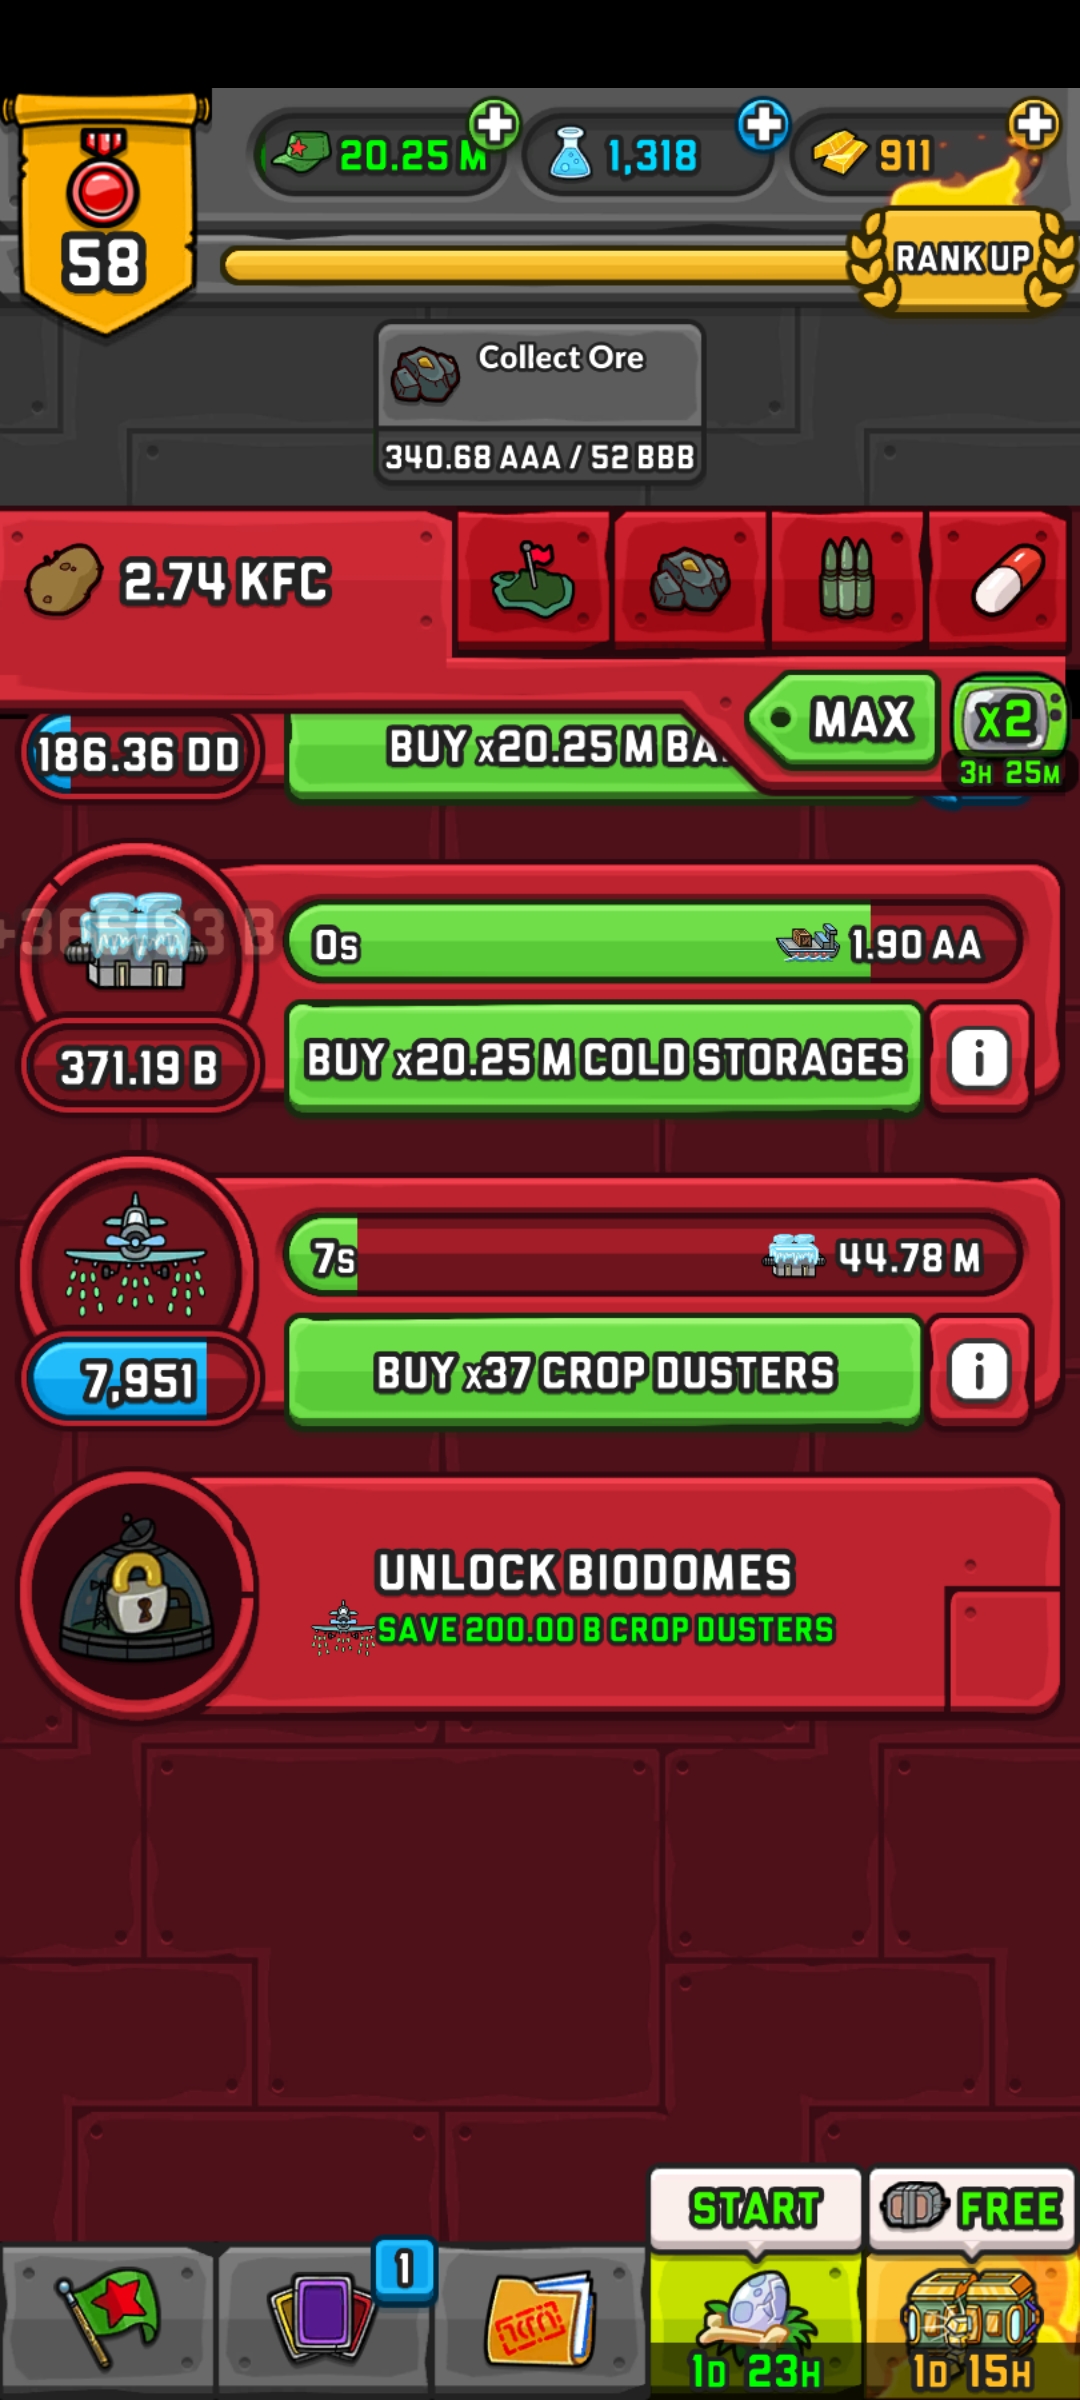 20.25 M
1,318
911
58
RANK UP
Collect Ore
340.68 AAA / 52 BBB
2.74 KFC
MAX
x2
3H 25M
186.36 DD
BUY x20.25 M BA
0s
1.90 AA
371.19 B
BUY x20.25 M COLD STORAGES
i
7s
44.78 M
7,951
BUY x37 CROP DUSTERS
i
UNLOCK BIODOMES
SAVE 200.00 B CROP DUSTERS
START
FREE
1
1D 23H
1D 15H